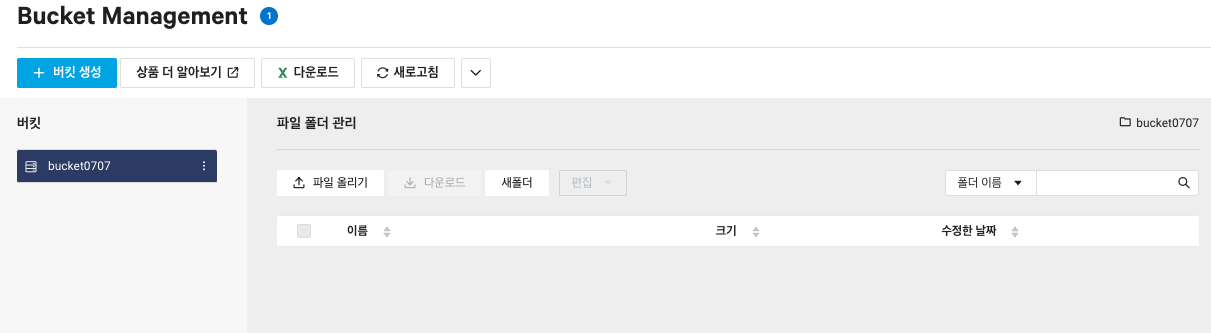 Bucket Management 1
+ 버킷 생성 상품 더 알아보기 X 다운로드 새로고침
버킷
bucket0707
파일 폴더 관리 bucket0707
파일 올리기 다운로드 새폴더 편집 폴더 이름
이름 크기 수정한 날짜